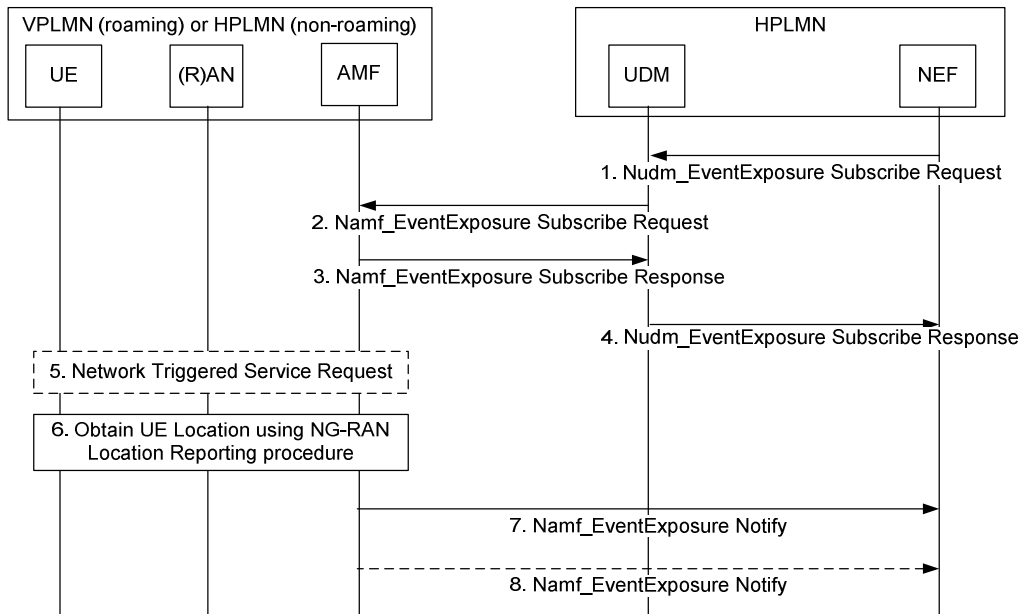 VPLMN (roaming) or HPLMN (non-roaming)
HPLMN
UE
(R)AN
AMF
UDM
NEF
1. Nudm_EventExposure Subscribe Request
2. Namf_EventExposure Subscribe Request
3. Namf_EventExposure Subscribe Response
4. Nudm_EventExposure Subscribe Response
5. Network Triggered Service Request
6. Obtain UE Location using NG-RAN
Location Reporting procedure
7. Namf_EventExposure Notify
8. Namf_EventExposure Notify